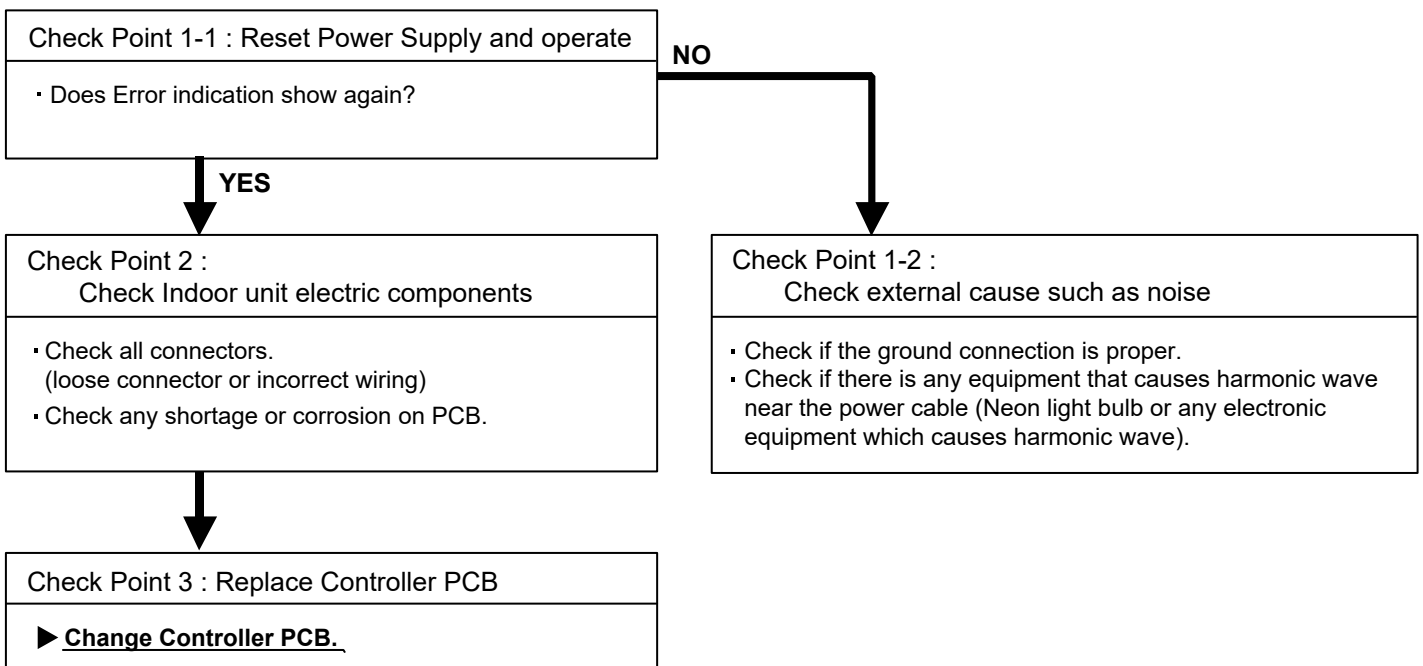 Check Point 1-1 : Reset Power Supply and operate
・Does Error indication show again?
NO
YES
Check Point 2 :
Check Indoor unit electric components
・Check all connectors.
(loose connector or incorrect wiring)
・Check any shortage or corrosion on PCB.
Check Point 1-2 :
Check external cause such as noise
・Check if the ground connection is proper.
・Check if there is any equipment that causes harmonic wave
near the power cable (Neon light bulb or any electronic
equipment which causes harmonic wave).
Check Point 3 : Replace Controller PCB
▶ Change Controller PCB.